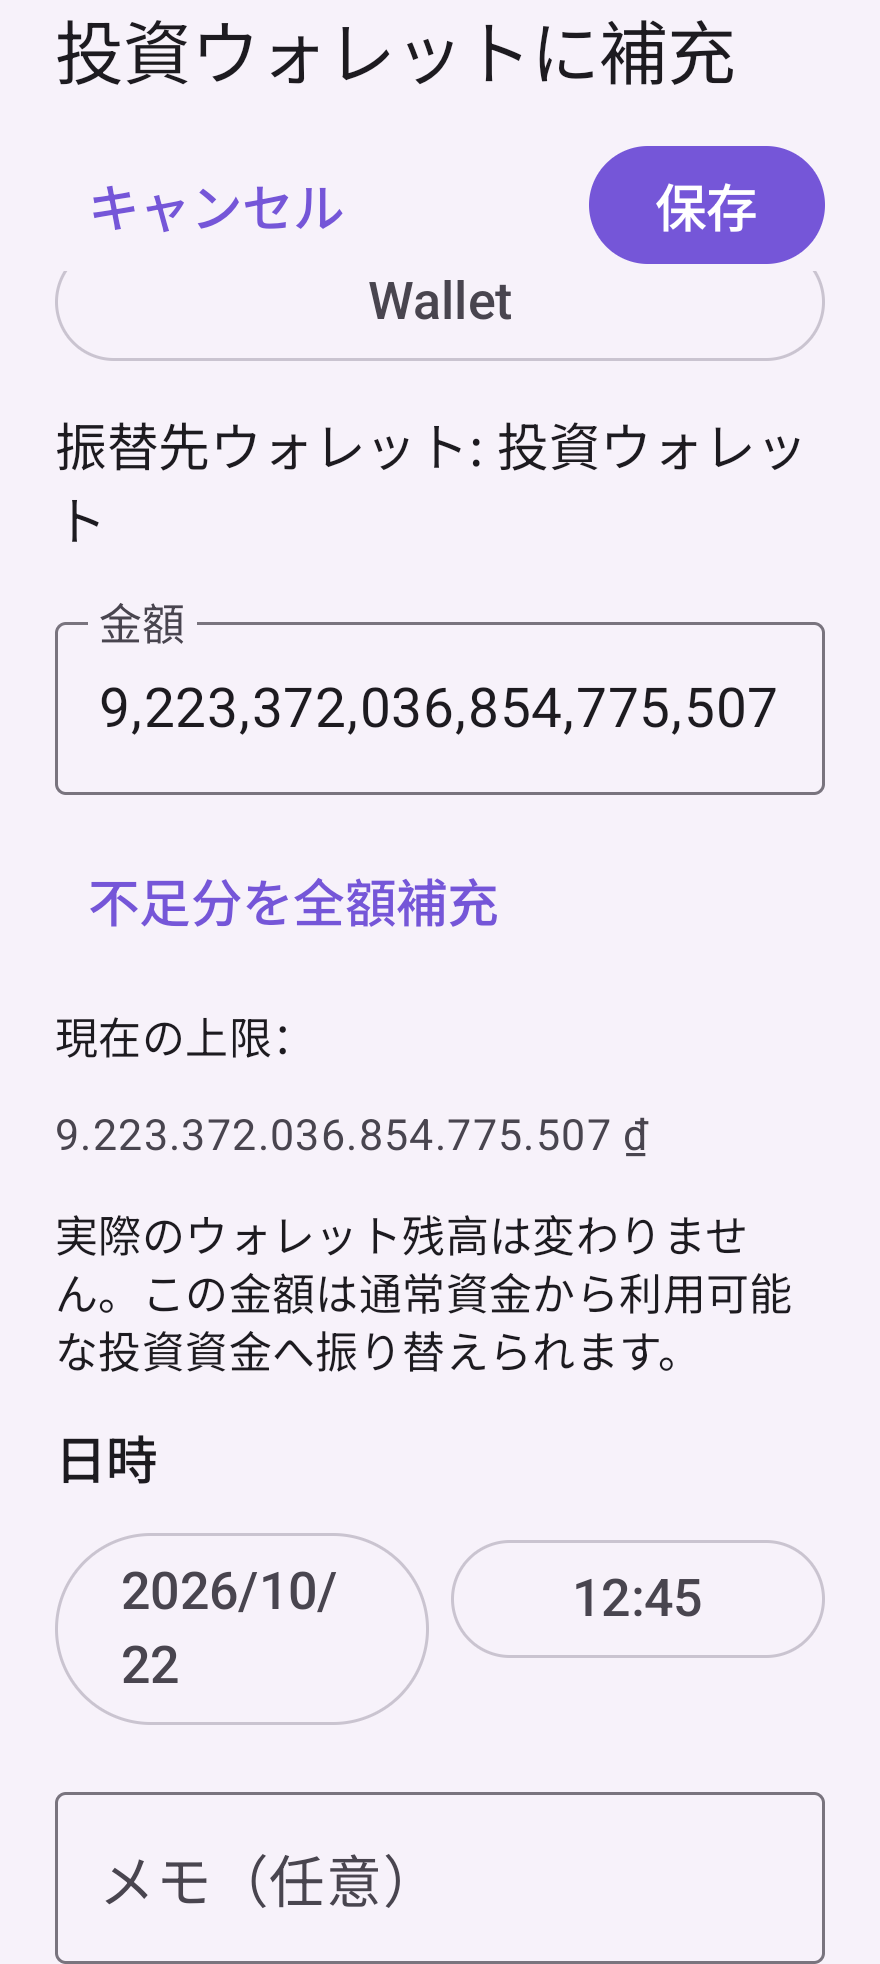 投資ウォレットに補充
キャンセル
保存
Wallet
振替先ウォレット: 投資ウォレッ
ト
金額
9,223,372,036,854,775,507
不足分を全額補充
現在の上限:
9.223.372.036.854.775.507 ₫
実際のウォレット残高は変わりませ
ん。この金額は通常資金から利用可能
な投資資金へ振り替えられます。
日時
2026/10/
22
12:45
メモ（任意）